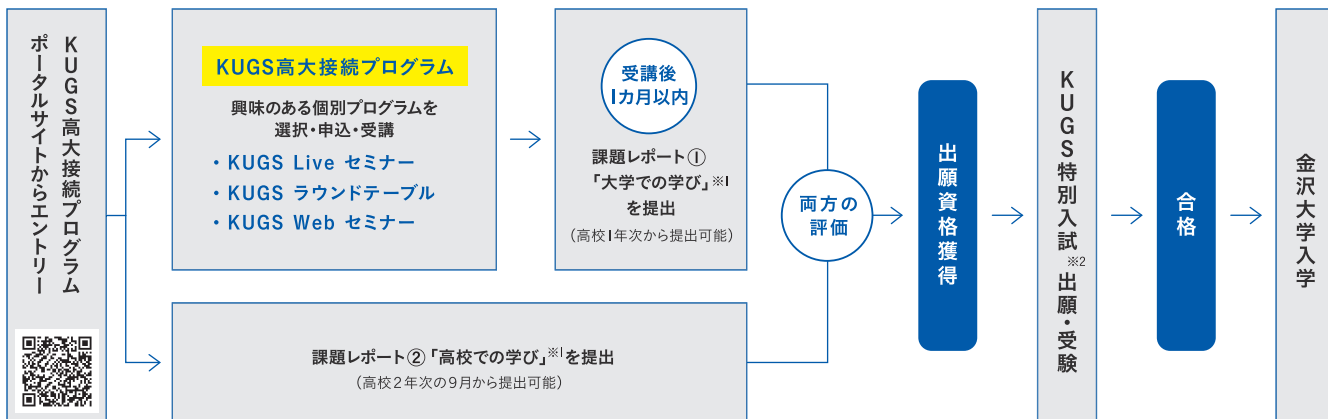 KUGS高大接続プログラム
ポータルサイトからエントリー
KUGS高大接続プログラム
興味のある個別プログラムを
選択・申込・受講
・KUGS Live セミナー
・KUGS ラウンドテーブル
・KUGS Web セミナー
受講後
1カ月以内
課題レポート①
「大学での学び」※1
を提出
（高校1年次から提出可能）
課題レポート②「高校での学び」※1を提出
（高校2年次の9月から提出可能）
両方の
評価
出願資格獲得
KUGS特別入試※2出願・受験
合格
金沢大学入学